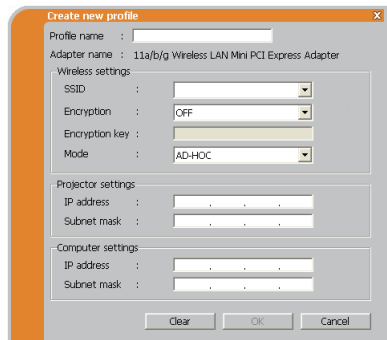 Create new profile X
Profile name :
Adapter name : 11a/b/g Wireless LAN Mini PCI Express Adapter
Wireless settings
SSID :
Encryption : OFF
Encryption key :
Mode : AD-HOC
Projector settings
IP address : . . .
Subnet mask : . . .
Computer settings
IP address : . . .
Subnet mask : . . .
Clear OK Cancel